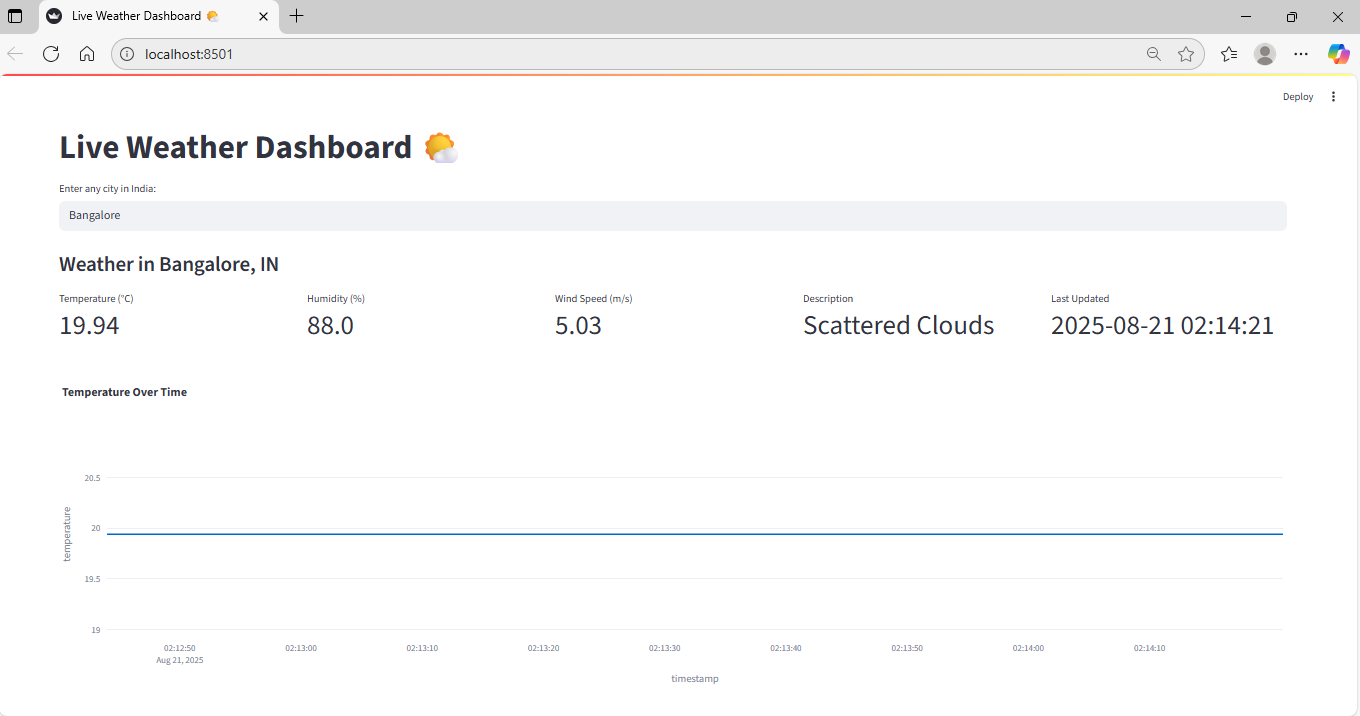 Live Weather Dashboard 🌤️
localhost:8501
Deploy
Live Weather Dashboard 🌤️
Enter any city in India:
Bangalore
Weather in Bangalore, IN
Temperature (°C) Humidity (%) Wind Speed (m/s) Description Last Updated
19.94 88.0 5.03 Scattered Clouds 2025-08-21 02:14:21
Temperature Over Time
20.5
20
19.5
19
temperature
02:12:50 02:13:00 02:13:10 02:13:20 02:13:30 02:13:40 02:13:50 02:14:00 02:14:10
Aug 21, 2025
timestamp